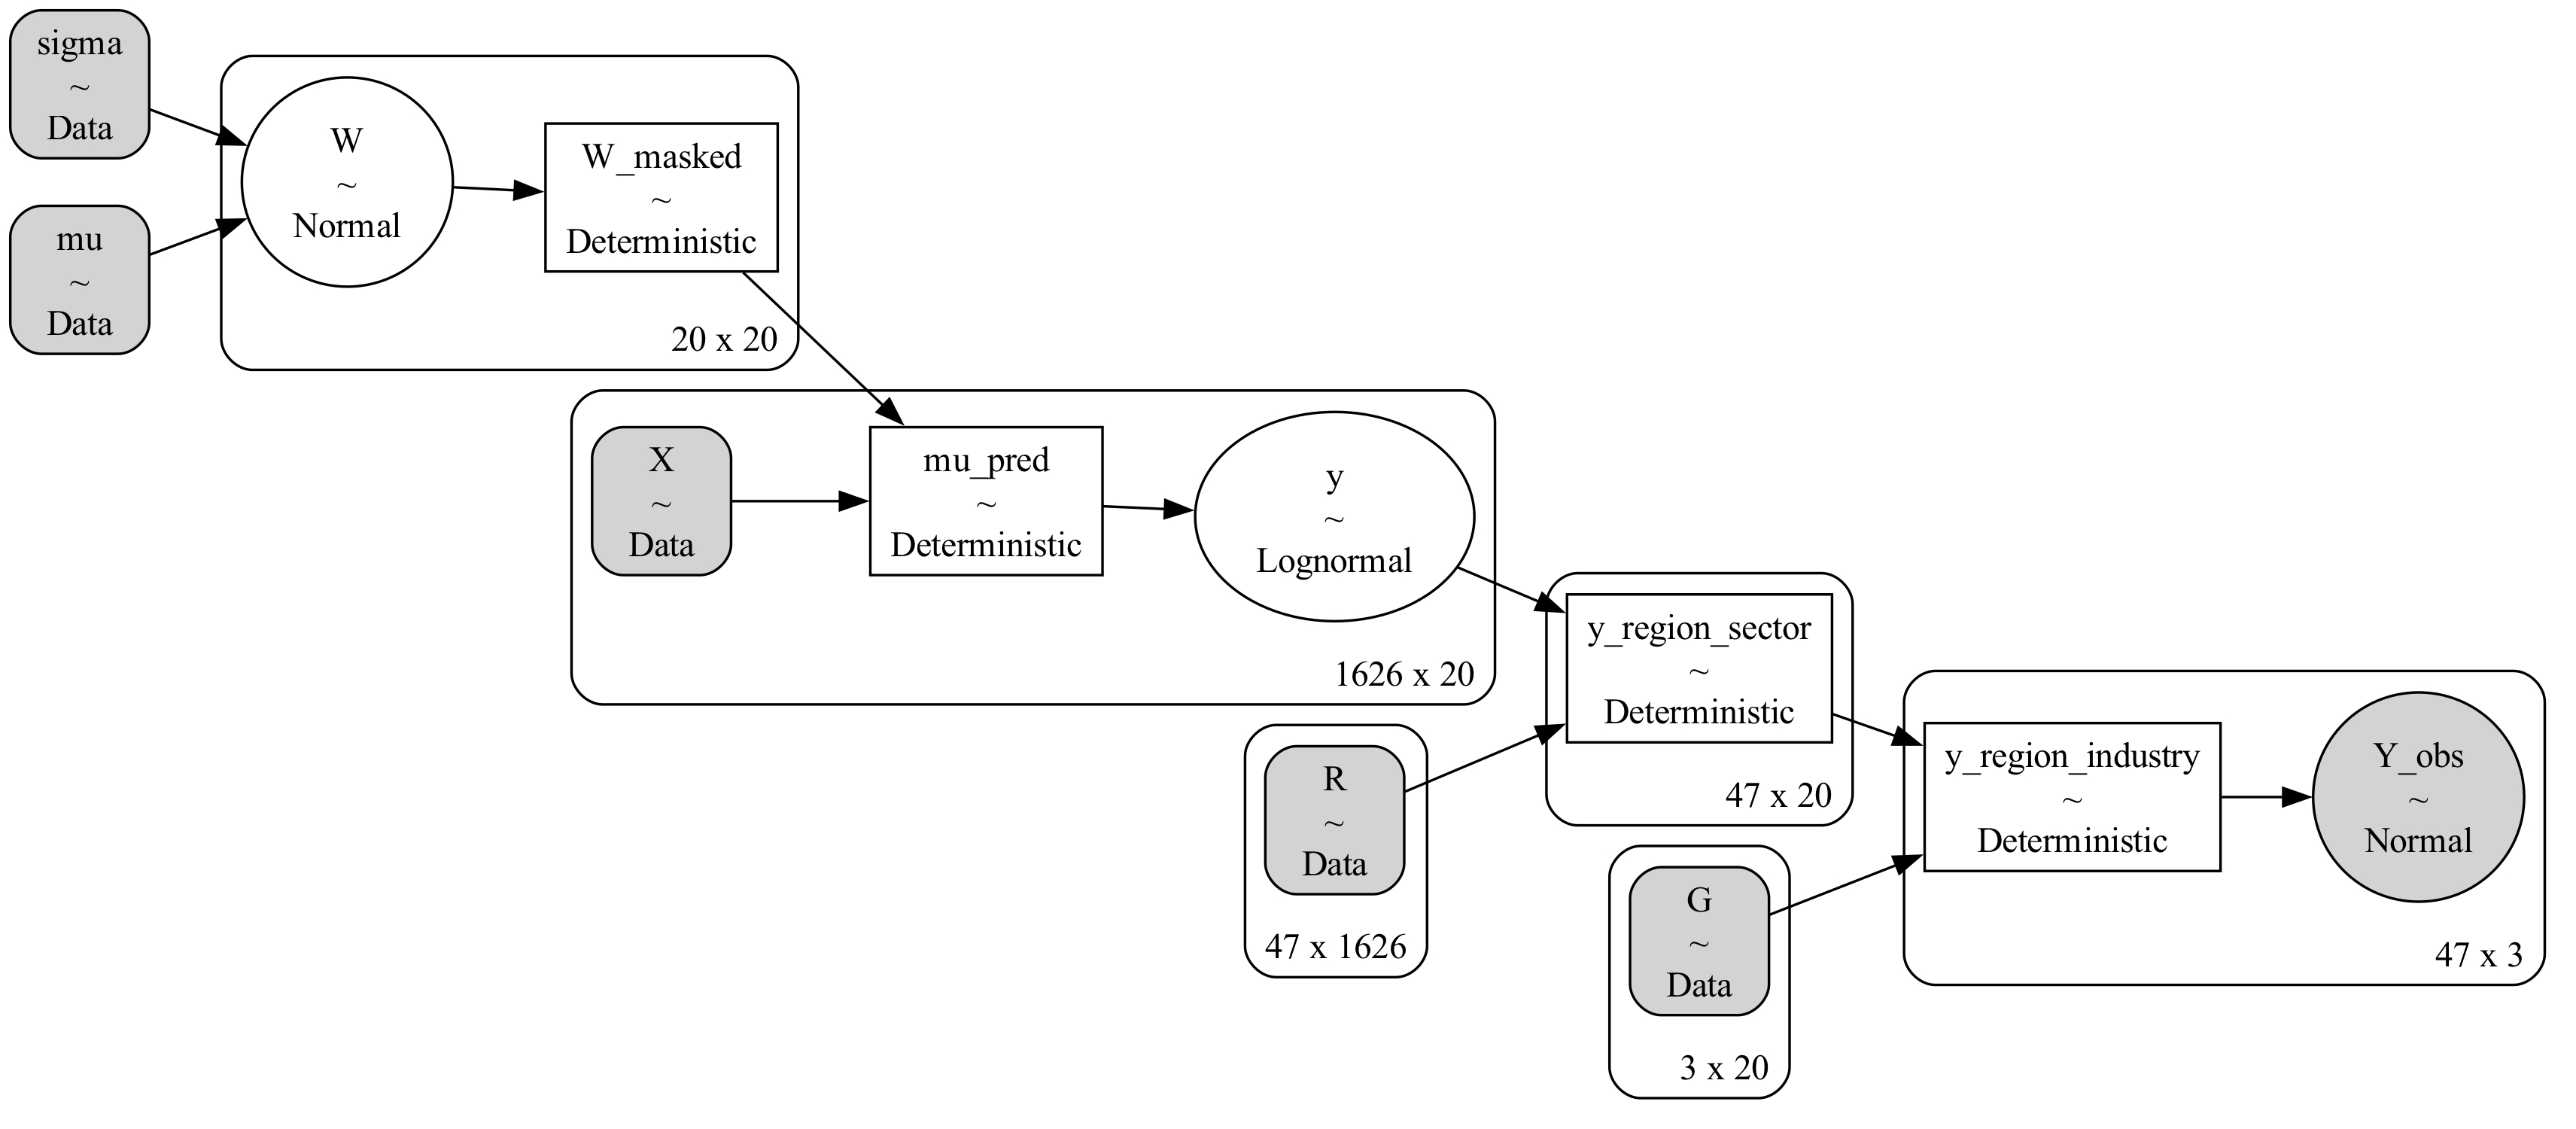 sigma
~
Data
mu
~
Data
W
~
Normal
W_masked
~
Deterministic
20 x 20
X
~
Data
mu_pred
~
Deterministic
y
~
Lognormal
1626 x 20
R
~
Data
47 x 1626
y_region_sector
~
Deterministic
47 x 20
G
~
Data
3 x 20
y_region_industry
~
Deterministic
Y_obs
~
Normal
47 x 3